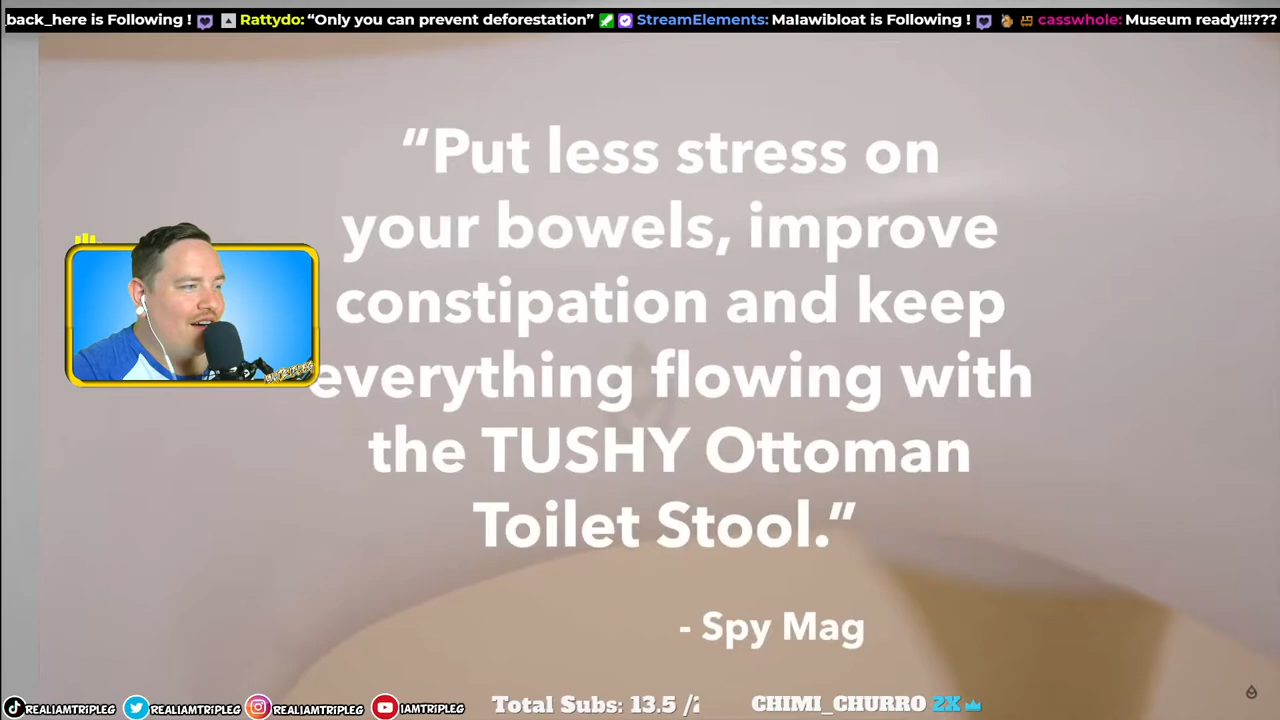 back_here is Following ! Rattydo: “Only you can prevent deforestation” StreamElements: Malawibloat is Following ! casswhole: Museum ready!!!???
“Put less stress on
your bowels, improve
constipation and keep
everything flowing with
the TUSHY Ottoman
Toilet Stool.”
- Spy Mag
REALIAMTRIPLEG REALIAMTRIPLEG REALIAMTRIPLEG IAMTRIPLEG Total Subs: 13.5 / CHIMI_CHURRO 2X